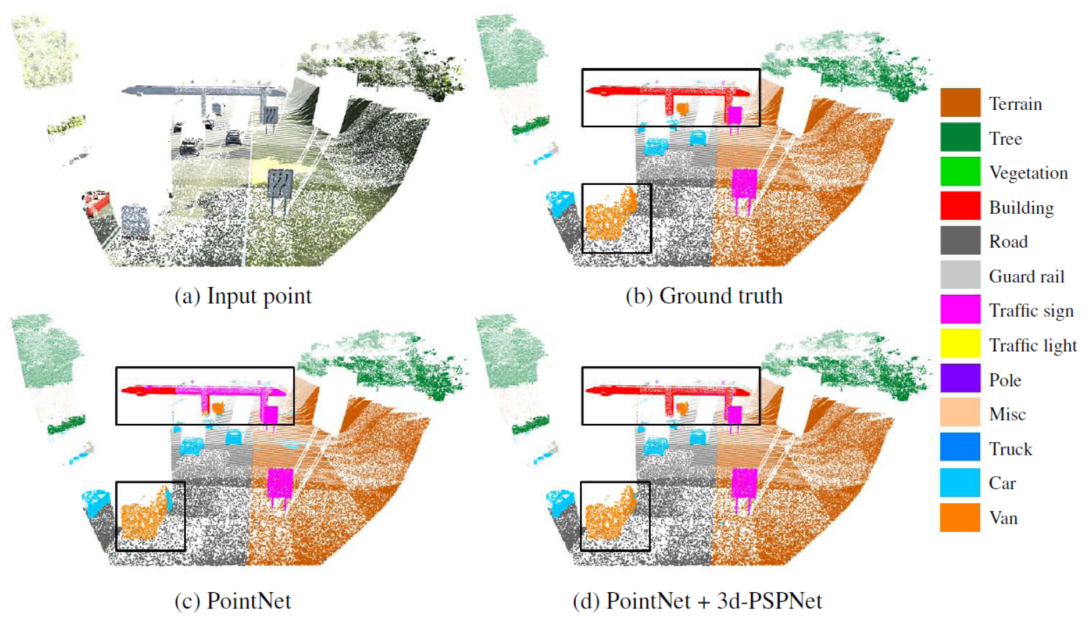 (a) Input point
(b) Ground truth
(c) PointNet
(d) PointNet + 3d-PSPNet
Terrain
Tree
Vegetation
Building
Road
Guard rail
Traffic sign
Traffic light
Pole
Misc
Truck
Car
Van